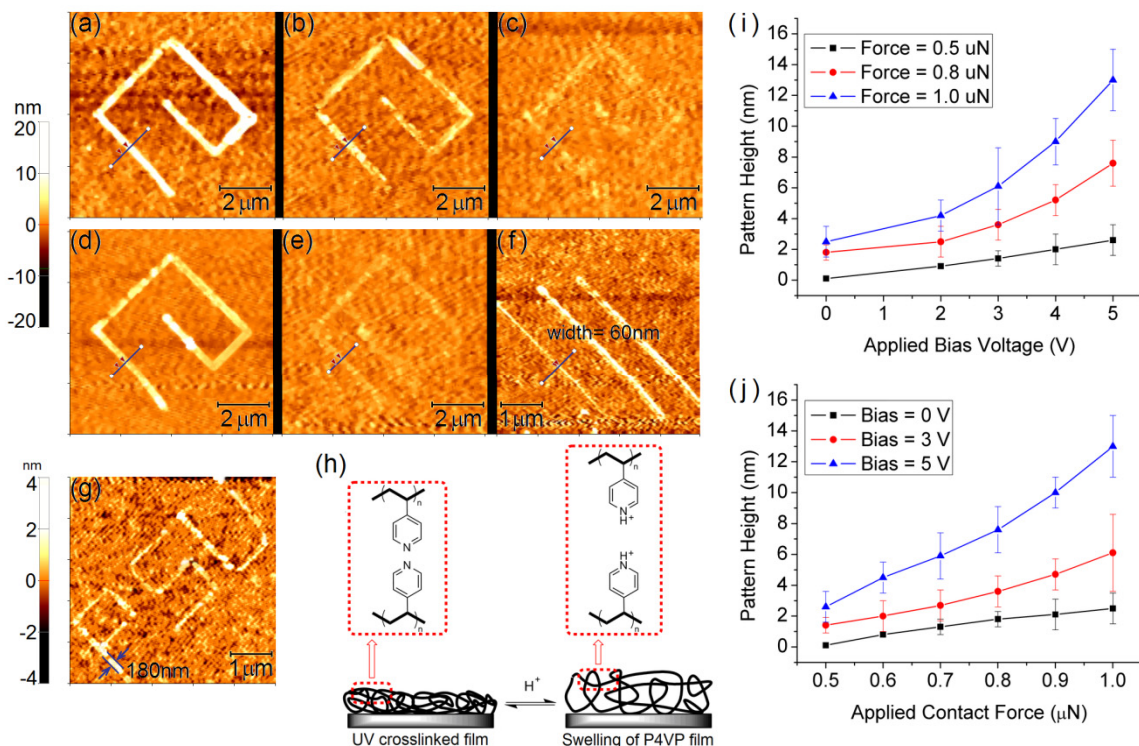 (a)
(b)
(c)
nm
20
10
0
-10
-20
2 μm
2 μm
2 μm
(d)
(e)
(f)
width= 60nm
2 μm
2 μm
1 μm
nm
4
2
0
-2
-4
(g)
180nm
1 μm
(h)
n
N
N
n
n
N
H+
H+
N
n
H+
UV crosslinked film
Swelling of P4VP film
(i)
Force = 0.5 uN
Force = 0.8 uN
Force = 1.0 uN
Pattern Height (nm)
16
14
12
10
8
6
4
2
0
0 1 2 3 4 5
Applied Bias Voltage (V)
(j)
Bias = 0 V
Bias = 3 V
Bias = 5 V
Pattern Height (nm)
16
14
12
10
8
6
4
2
0
0.5 0.6 0.7 0.8 0.9 1.0
Applied Contact Force (μN)